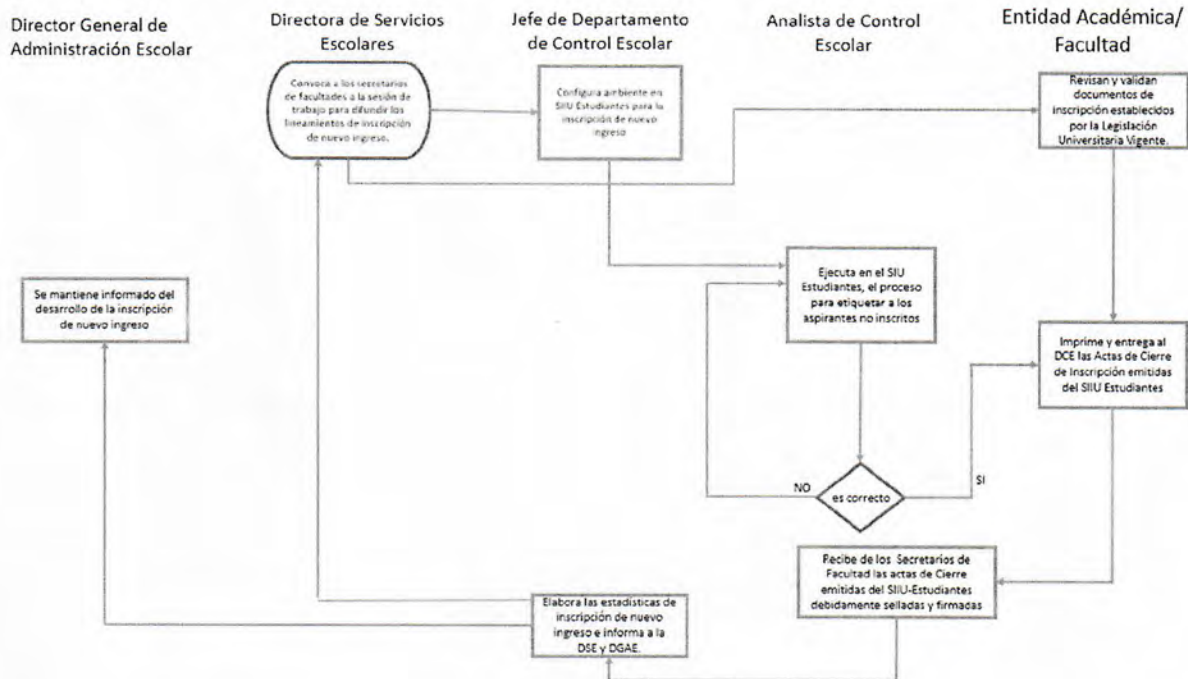 Director General de
Administración Escolar
Directora de Servicios
Escolares
Jefe de Departamento
de Control Escolar
Analista de Control
Escolar
Entidad Académica/
Facultad
Convoca a los secretarios
de facultades a la sesión de
trabajo para difundir los
lineamientos de inscripción
de nuevo ingreso.
Configura ambiente en
SIIU Estudiantes para la
inscripción de nuevo
ingreso
Revisan y validan
documentos de
inscripción establecidos
por la Legislación
Universitaria Vigente.
Se mantiene informado del
desarrollo de la inscripción
de nuevo ingreso
Ejecuta en el SIU
Estudiantes, el proceso
para etiquetar a los
aspirantes no inscritos
Imprime y entrega al
DCE las Actas de Cierre
de Inscripción emitidas
del SIIU Estudiantes
NO
es correcto
SI
Recibe de los Secretarios de
Facultad las actas de Cierre
emitidas del SIIU-Estudiantes
debidamente selladas y firmadas
Elabora las estadísticas de
inscripción de nuevo
ingreso e informa a la
DSE y DGAE.